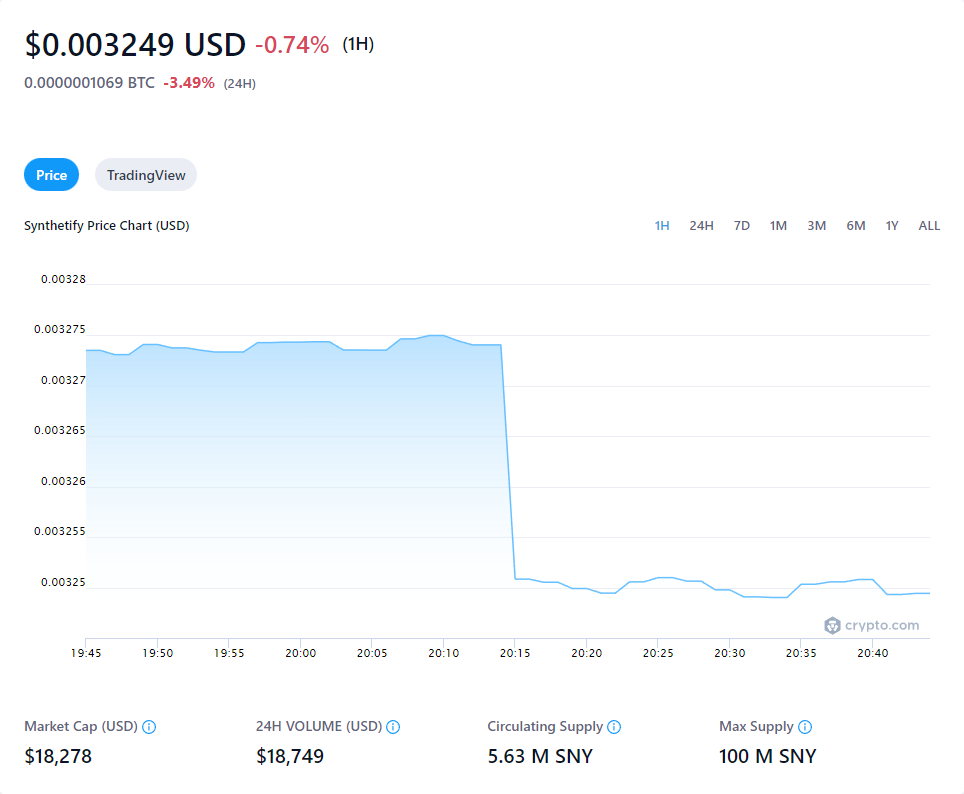 $0.003249 USD -0.74% (1H)
0.0000001069 BTC -3.49% (24H)
Price TradingView
Synthetify Price Chart (USD) 1H 24H 7D 1M 3M 6M 1Y ALL
0.00328
0.003275
0.00327
0.003265
0.00326
0.003255
0.00325
crypto.com
19:45 19:50 19:55 20:00 20:05 20:10 20:15 20:20 20:25 20:30 20:35 20:40
Market Cap (USD) 24H VOLUME (USD) Circulating Supply Max Supply
$18,278 $18,749 5.63 M SNY 100 M SNY